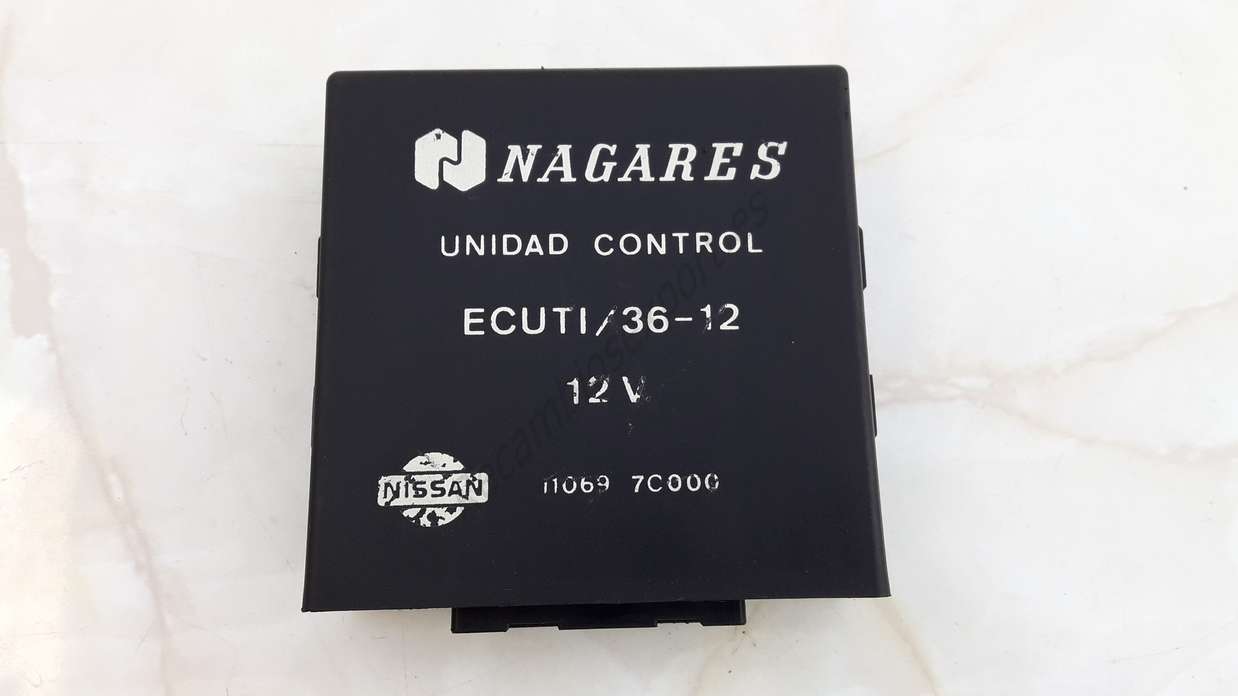 NAGARES
UNIDAD CONTROL
ECUTI/36-12
12 V
NISSAN 11069 7C000